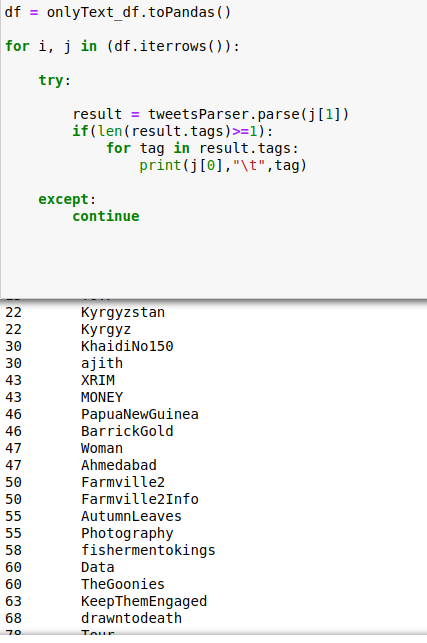 df = onlyText_df.toPandas()
for i, j in (df.iterrows()):
try:
result = tweetsParser.parse(j[1])
if(len(result.tags)>=1):
for tag in result.tags:
print(j[0],"\t",tag)
except:
continue
22 Kyrgyzstan
22 Kyrgyz
30 KhaidiNo150
30 ajith
43 XRIM
43 MONEY
46 PapuaNewGuinea
46 BarrickGold
47 Woman
47 Ahmedabad
50 Farmville2
50 Farmville2Info
55 AutumnLeaves
55 Photography
58 fishermentokings
60 Data
60 TheGoonies
63 KeepThemEngaged
68 drawntodeath
78 Tour